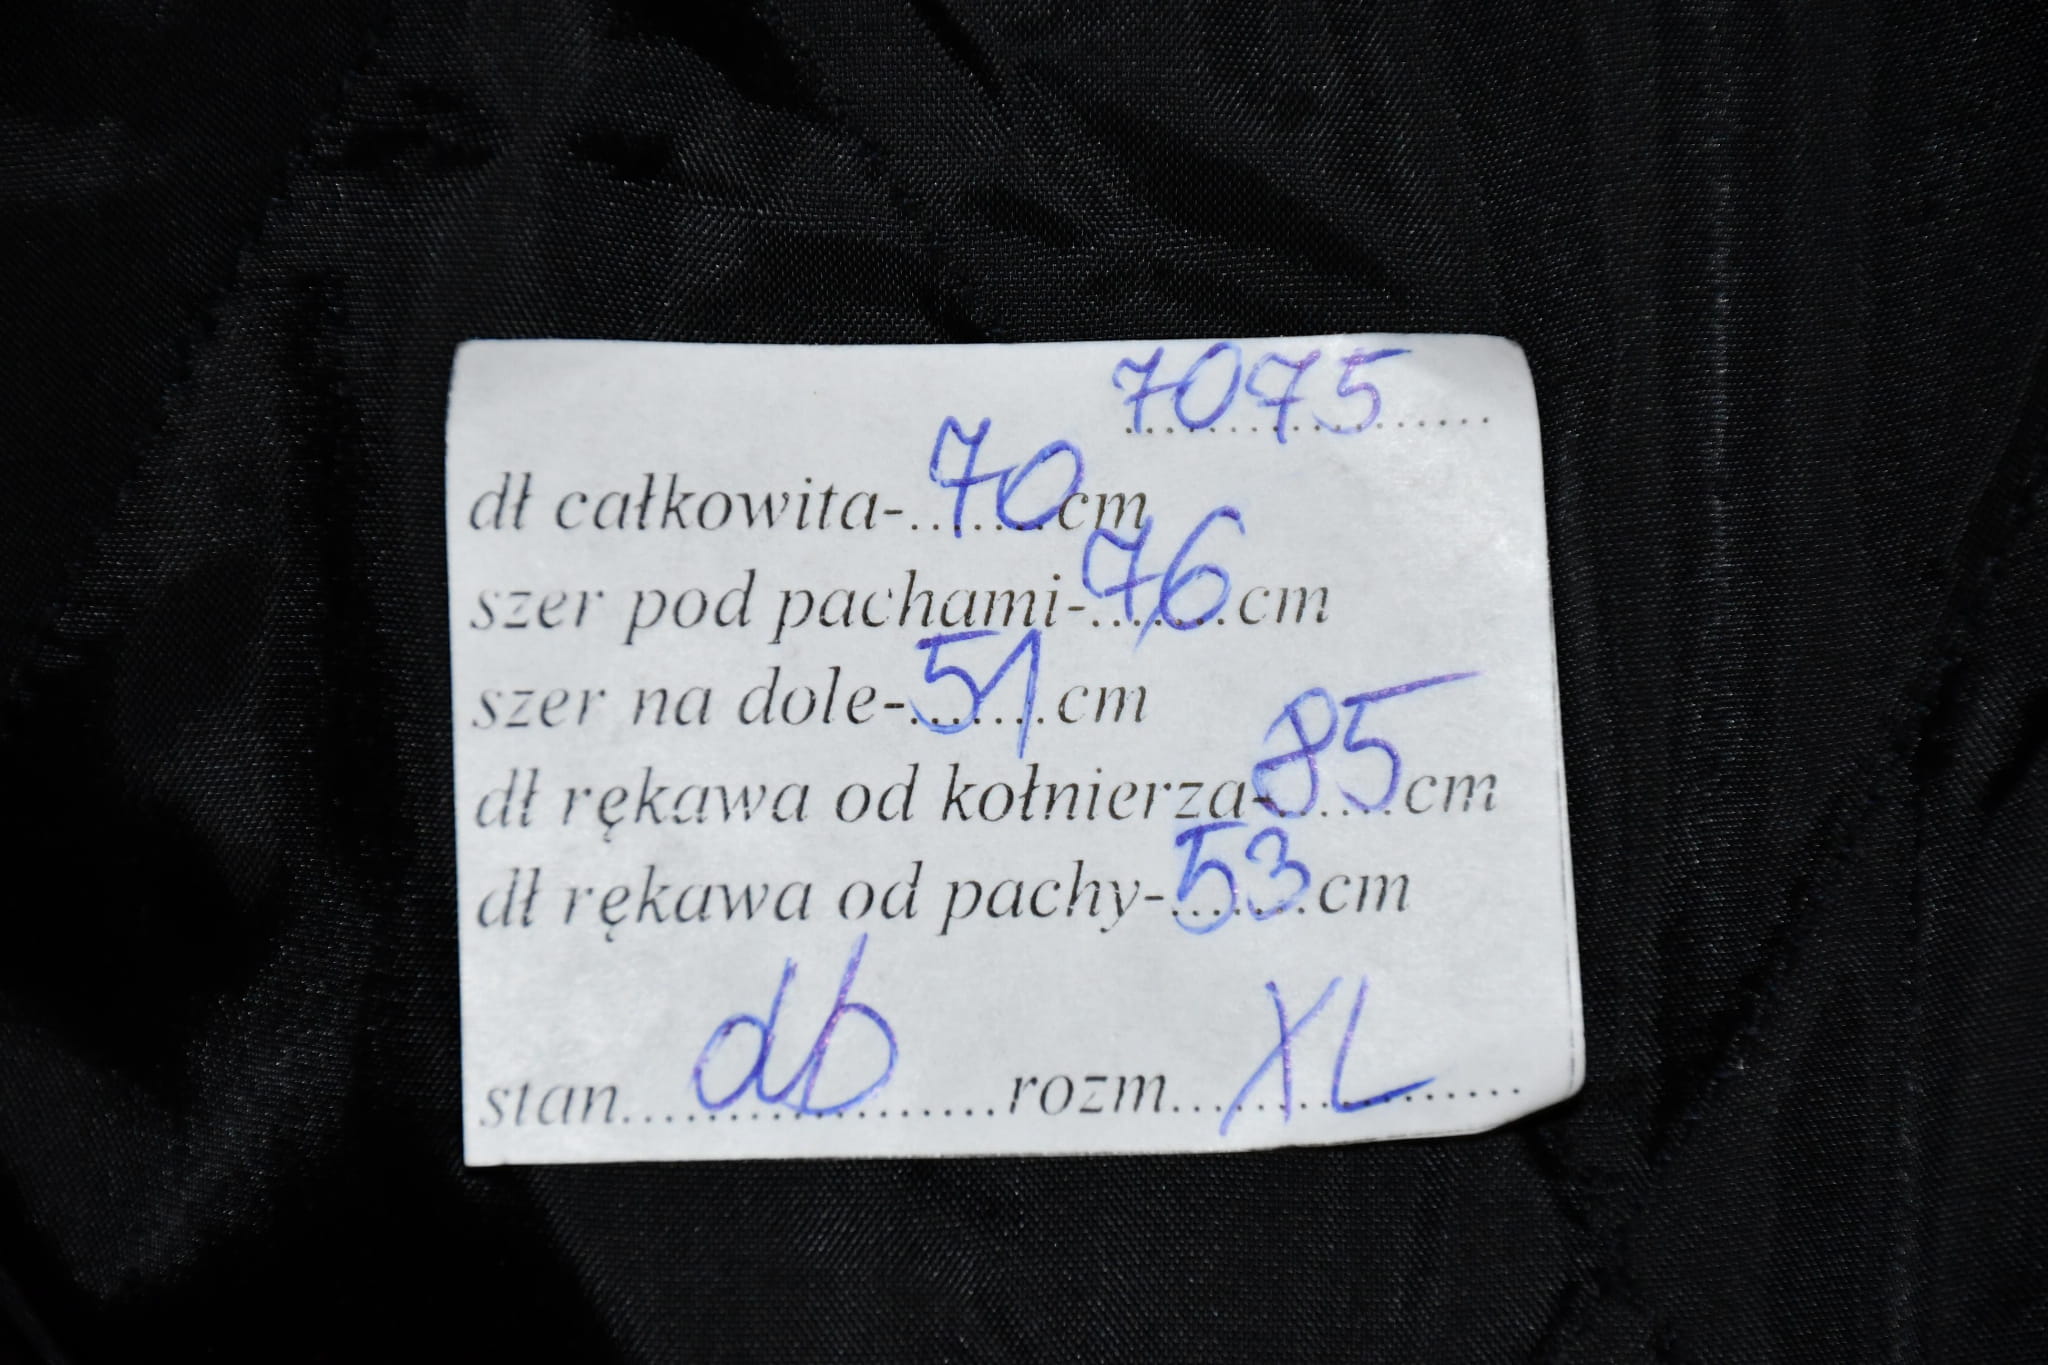 7075..................
dł całkowita-70cm
szer pod pachami-76cm
szer na dole-51cm
dł rękawa od kołnierza-85cm
dł rękawa od pachy-53cm
stan........db........rozm....XL....